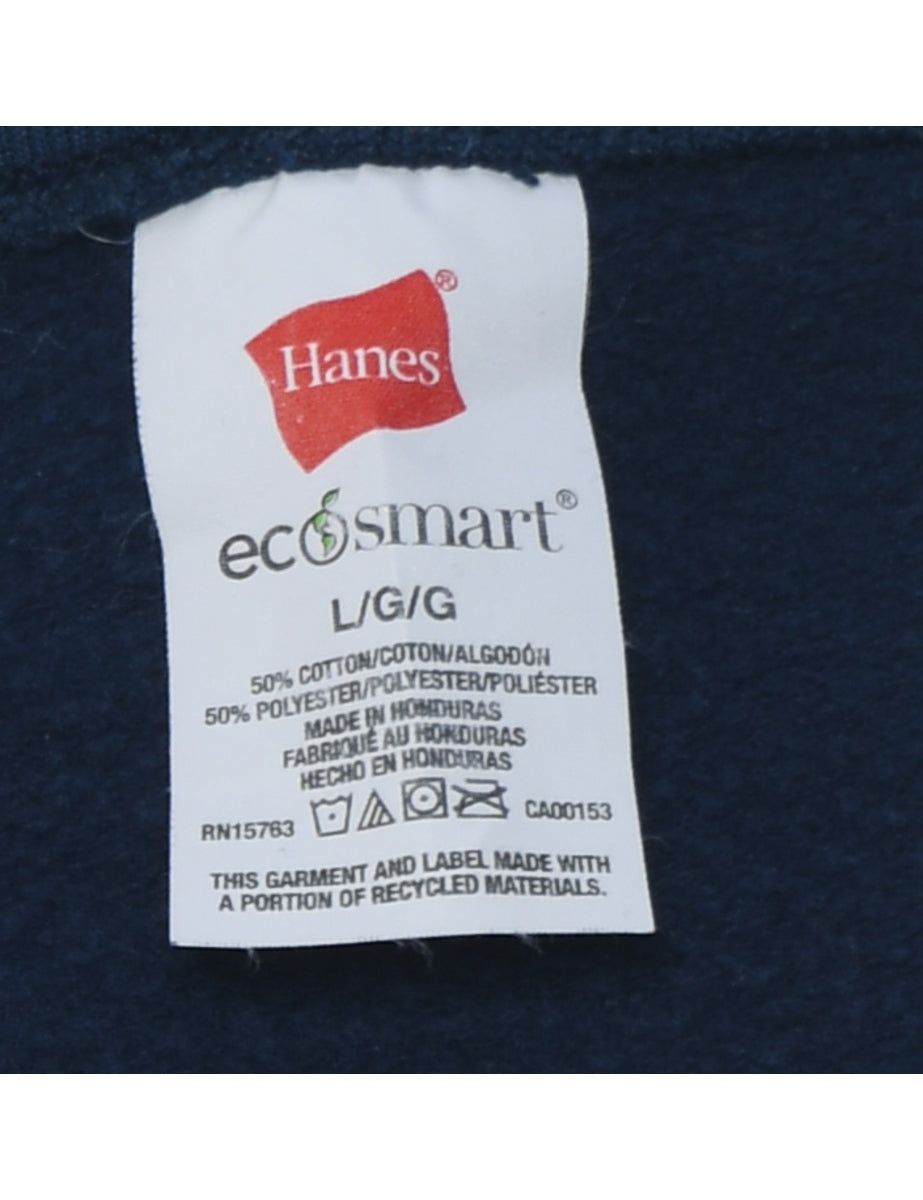 Hanes®
ecosmart®
L/G/G
50% COTTON/COTON/ALGODÓN
50% POLYESTER/POLYESTER/POLIÉSTER
MADE IN HONDURAS
FABRIQUÉ AU HONDURAS
HECHO EN HONDURAS
RN15763 CA00153
THIS GARMENT AND LABEL MADE WITH
A PORTION OF RECYCLED MATERIALS.